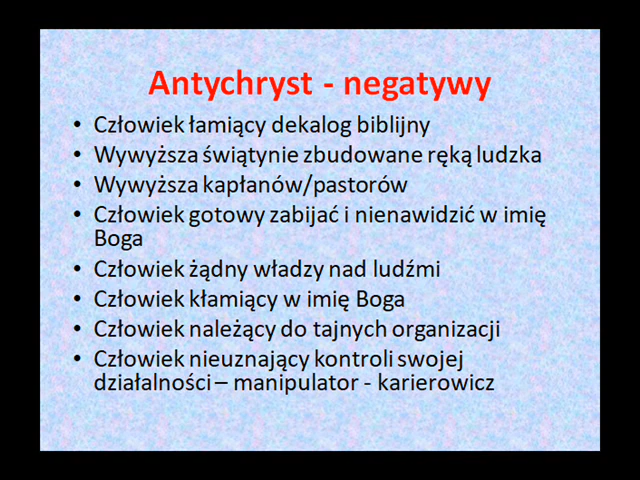 Antychryst - negatywy
• Człowiek łamiący dekalog biblijny
• Wywyższa świątynie zbudowane ręką ludzka
• Wywyższa kapłanów/pastorów
• Człowiek gotowy zabijać i nienawidzić w imię
Boga
• Człowiek żądny władzy nad ludźmi
• Człowiek kłamiący w imię Boga
• Człowiek należący do tajnych organizacji
• Człowiek nieuznający kontroli swojej
działalności – manipulator - karierowicz